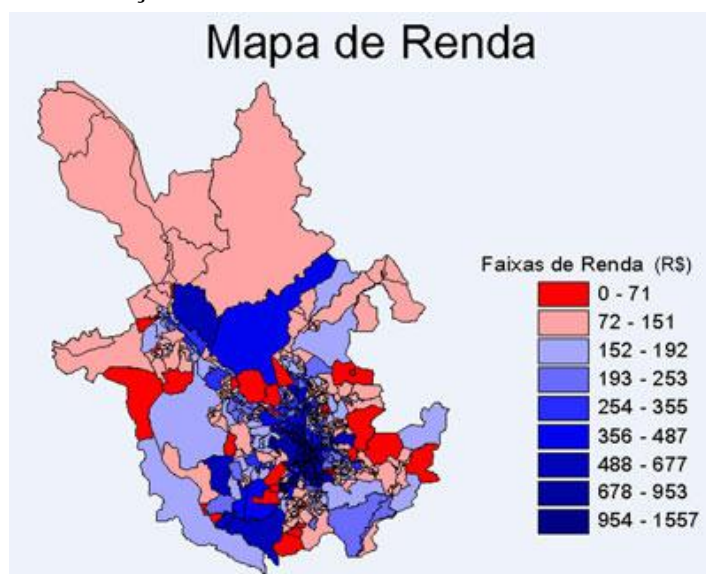 Mapa de Renda
Faixas de Renda (R$)
0 - 71
72 - 151
152 - 192
193 - 253
254 - 355
356 - 487
488 - 677
678 - 953
954 - 1557